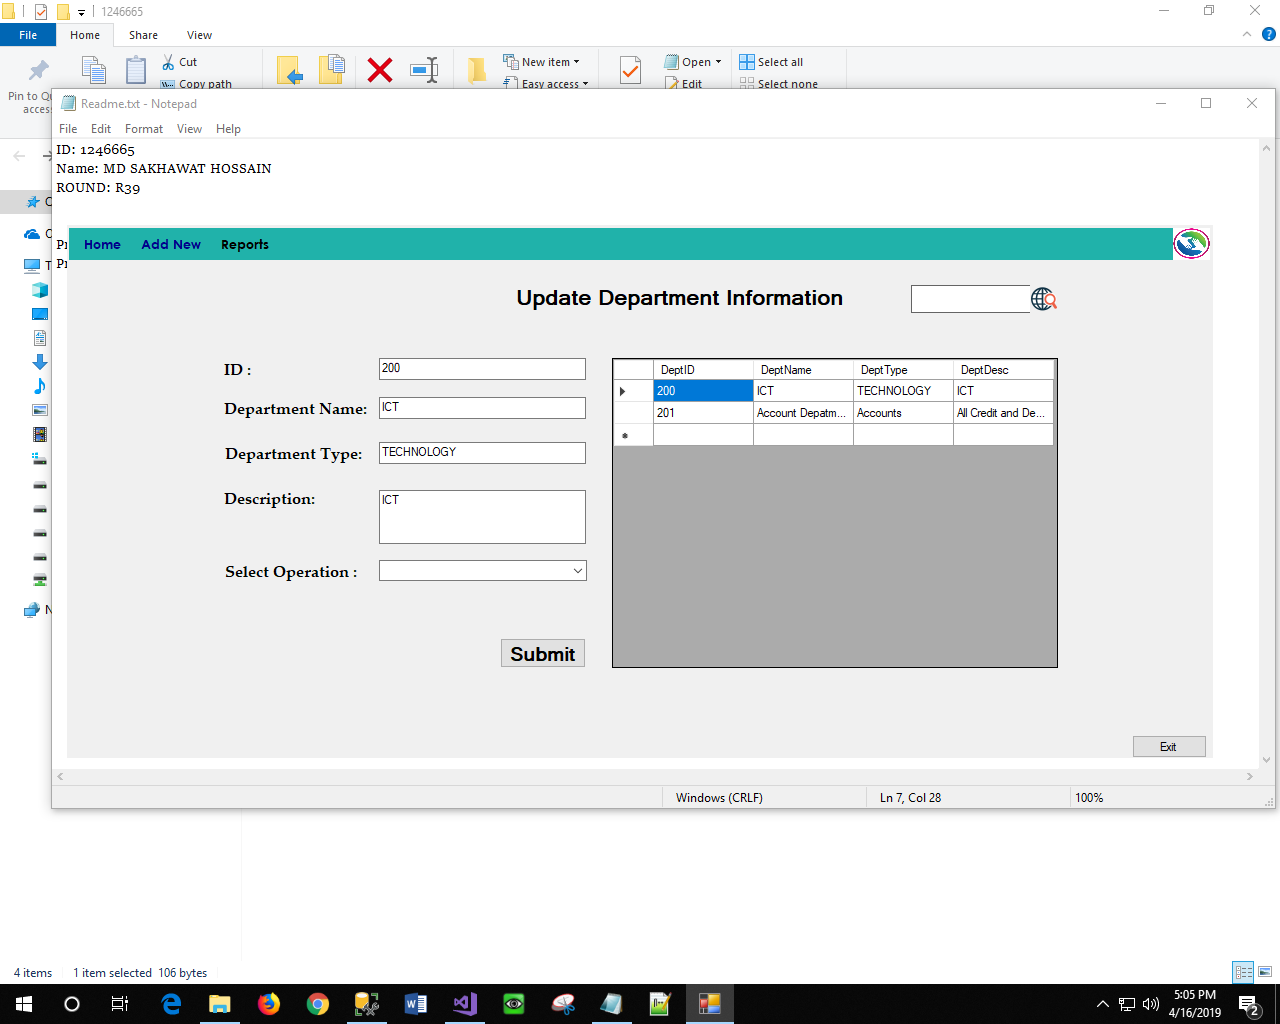 1246665
File Home Share View
Pin to Qu
access
Cut
Copy path
New item
Easy access
Open
Edit
Select all
Select none
Readme.txt - Notepad
File Edit Format View Help
ID: 1246665
Name: MD SAKHAWAT HOSSAIN
ROUND: R39
Home Add New Reports
Update Department Information
ID : 200
Department Name: ICT
Department Type: TECHNOLOGY
Description: ICT
Select Operation :
Submit
DeptID DeptName DeptType DeptDesc
200 ICT TECHNOLOGY ICT
201 Account Depatm... Accounts All Credit and De...
Exit
Windows (CRLF) Ln 7, Col 28 100%
4 items 1 item selected 106 bytes
5:05 PM
4/16/2019
2